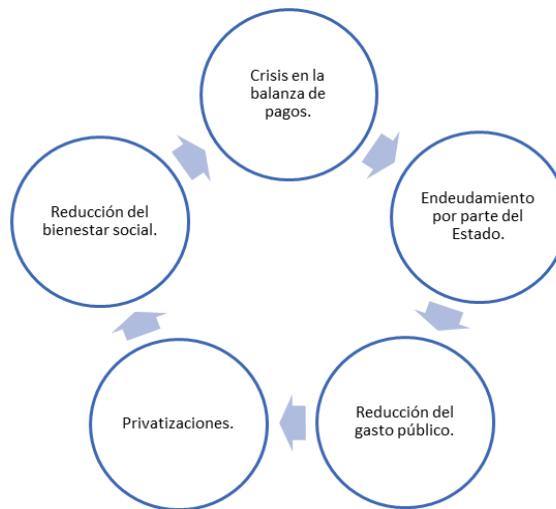 Crisis en la
balanza de
pagos.
Endeudamiento
por parte del
Estado.
Reducción del
gasto público.
Privatizaciones.
Reducción del
bienestar social.